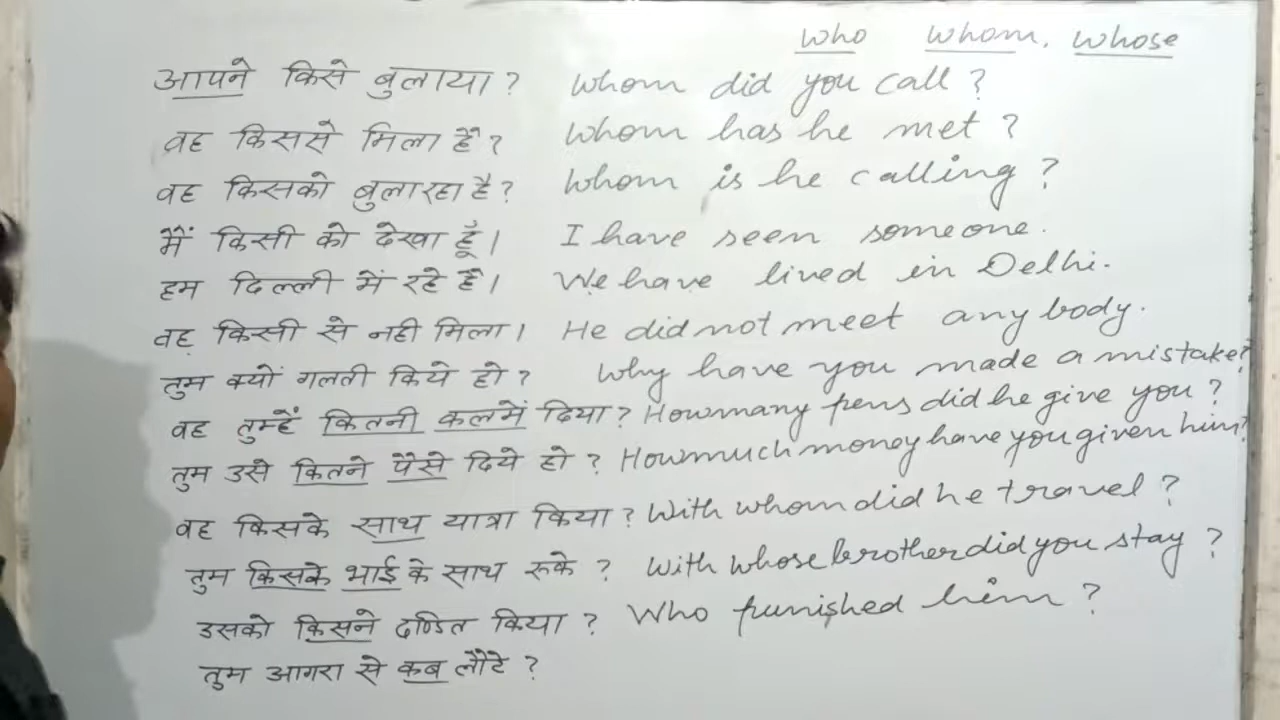 who whom. whose
आपने किसे बुलाया? Whom did you call?
वह किससे मिला है? Whom has he met?
वह किसको बुला रहा है? Whom is he calling?
मैं किसी को देखा हूँ। I have seen someone.
हम दिल्ली में रहे हैं। We have lived in Delhi.
वह किसी से नही मिला। He did not meet any body.
तुम क्यों गलती किये हो? Why have you made a mistake?
वह तुम्हें कितनी कलमें दिया? How many pens did he give you?
तुम उसे कितने पैसे दिये हो? How much money have you given him?
वह किसके साथ यात्रा किया? With whom did he travel?
तुम किसके भाई के साथ रूके? With whose brother did you stay?
उसको किसने दण्डित किया? Who punished him?
तुम आगरा से कब लौटे?